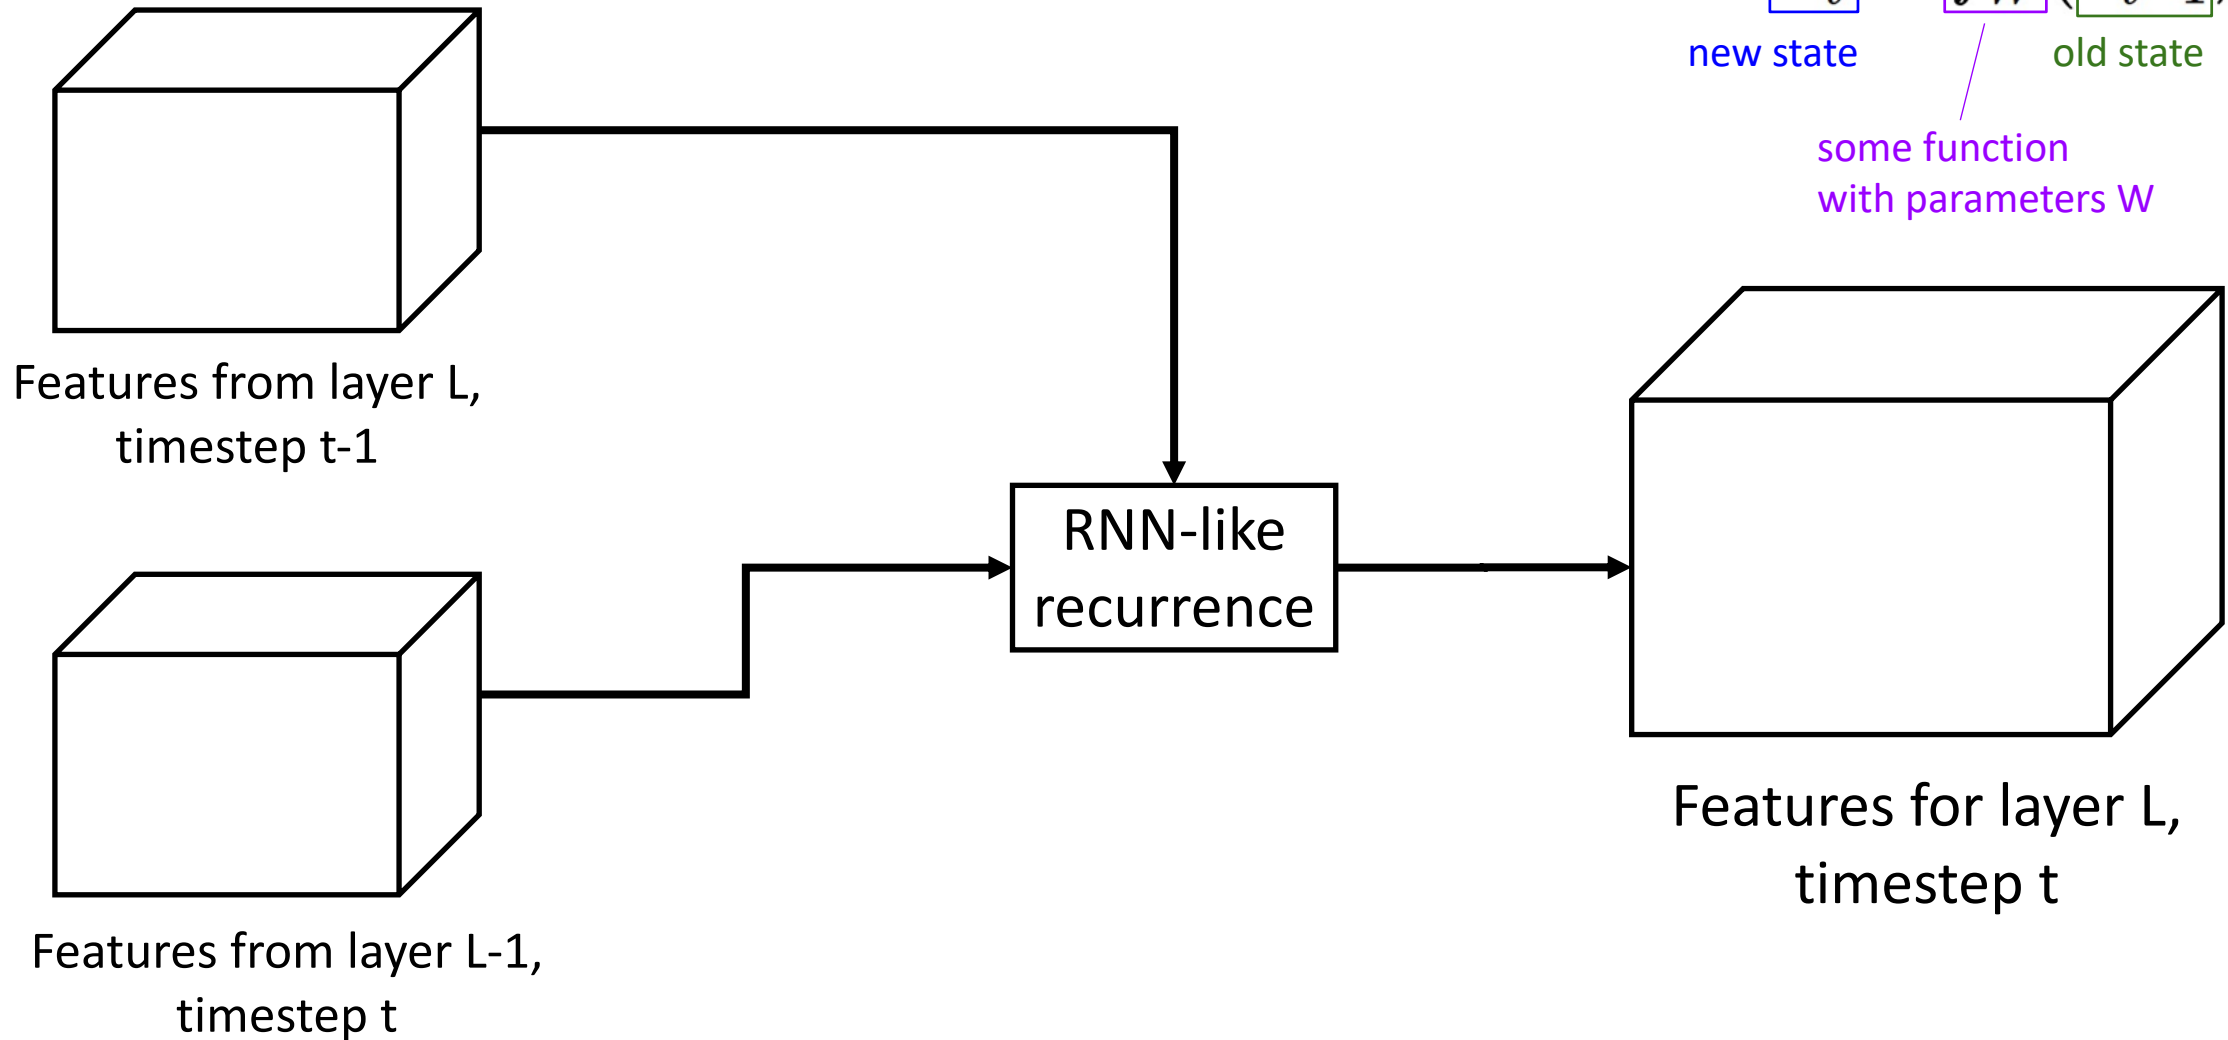 new state
old state
some function
with parameters W
Features from layer L,
timestep t-1
RNN-like
recurrence
Features for layer L,
timestep t
Features from layer L-1,
timestep t